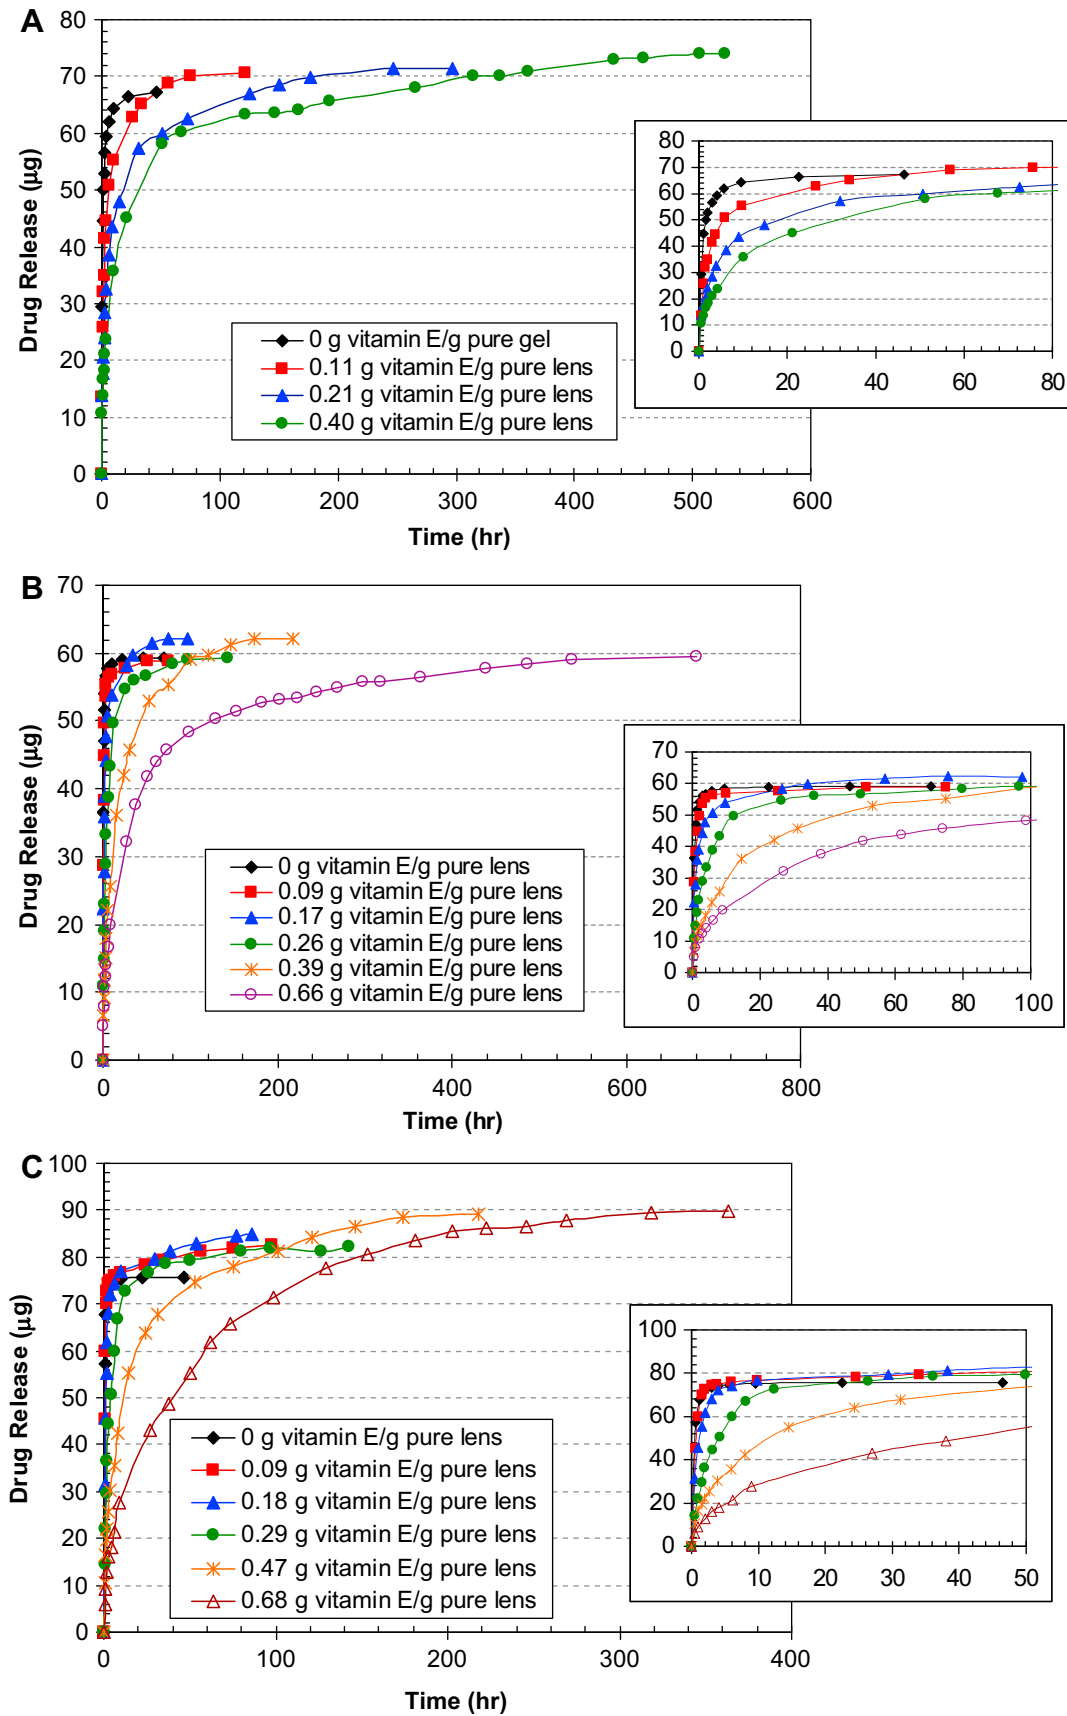 A
80
70
60
50
40
30
20
10
0
Drug Release (µg)
0 100 200 300 400 500 600
Time (hr)
0 g vitamin E/g pure gel
0.11 g vitamin E/g pure lens
0.21 g vitamin E/g pure lens
0.40 g vitamin E/g pure lens
80
70
60
50
40
30
20
10
0
0 20 40 60 80
B
70
60
50
40
30
20
10
0
Drug Release (µg)
0 200 400 600 800
Time (hr)
0 g vitamin E/g pure lens
0.09 g vitamin E/g pure lens
0.17 g vitamin E/g pure lens
0.26 g vitamin E/g pure lens
0.39 g vitamin E/g pure lens
0.66 g vitamin E/g pure lens
70
60
50
40
30
20
10
0
0 20 40 60 80 100
C
100
90
80
70
60
50
40
30
20
10
0
Drug Release (µg)
0 100 200 300 400
Time (hr)
0 g vitamin E/g pure lens
0.09 g vitamin E/g pure lens
0.18 g vitamin E/g pure lens
0.29 g vitamin E/g pure lens
0.47 g vitamin E/g pure lens
0.68 g vitamin E/g pure lens
100
80
60
40
20
0
0 10 20 30 40 50